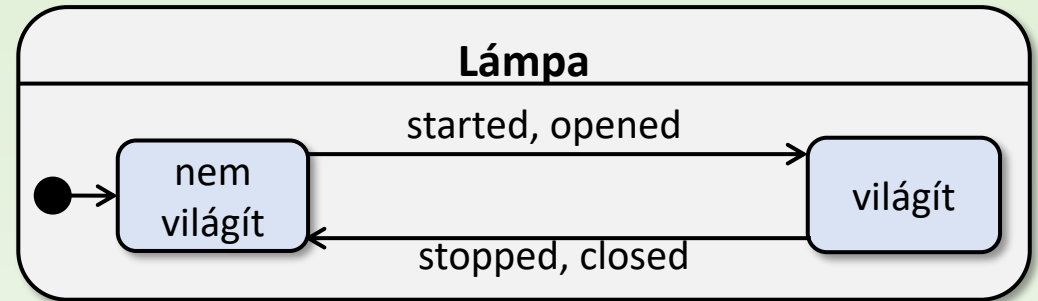 Lámpa
started, opened
nem
világít
világít
stopped, closed